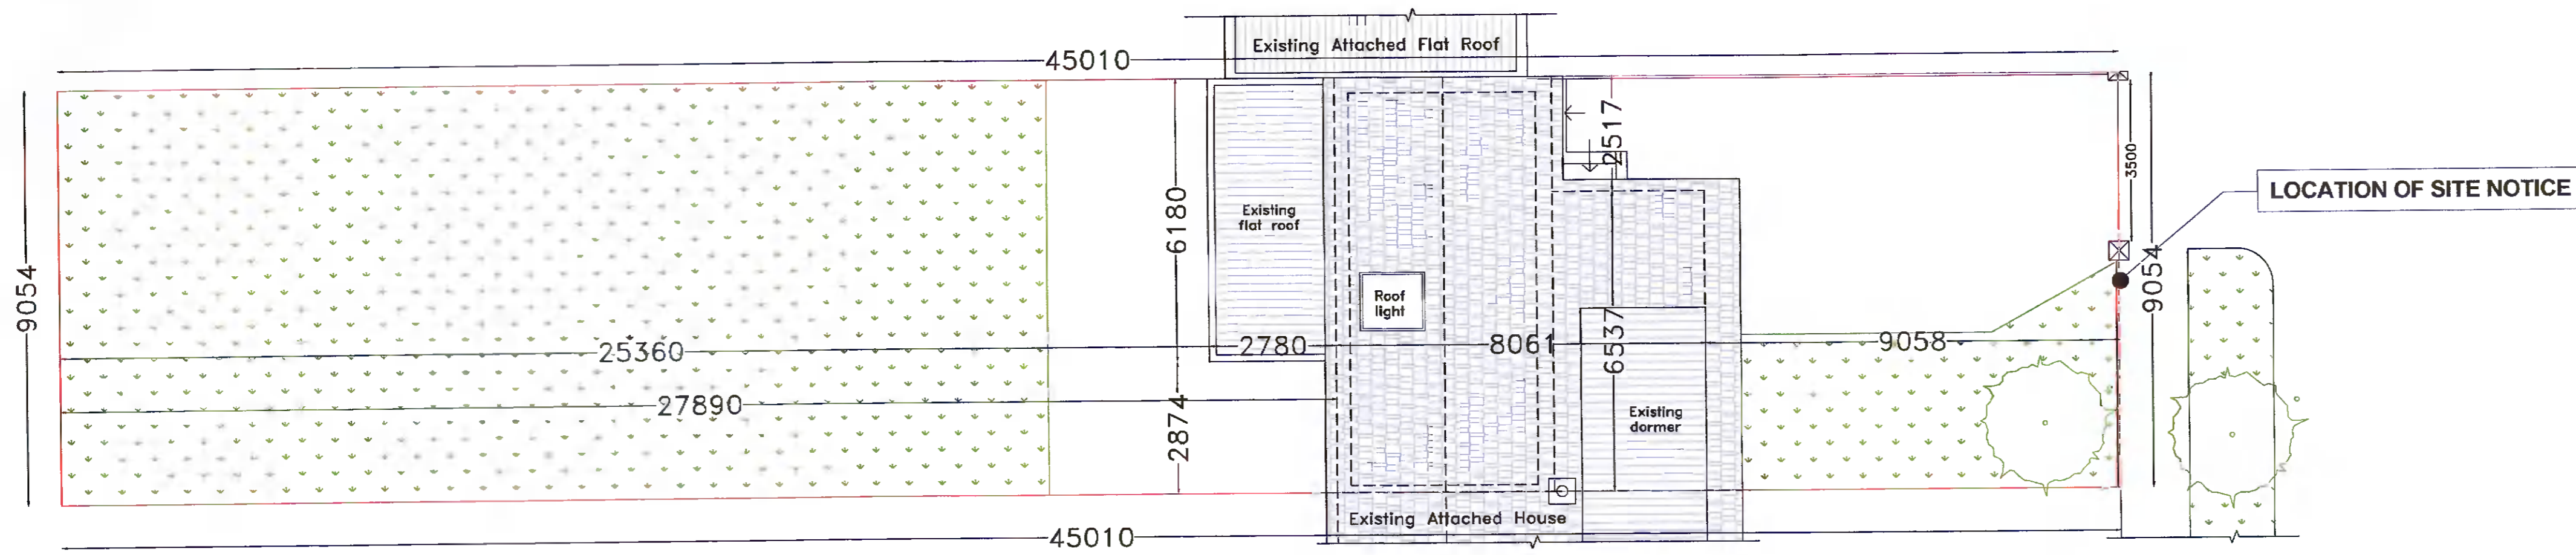 Existing Attached Flat Roof
45010
2517
3500
LOCATION OF SITE NOTICE
6180
Existing
flat roof
9054
9054
Roof
light
25360
2780
8061
6537
9058
27890
2874
Existing
dormer
Existing Attached House
45010